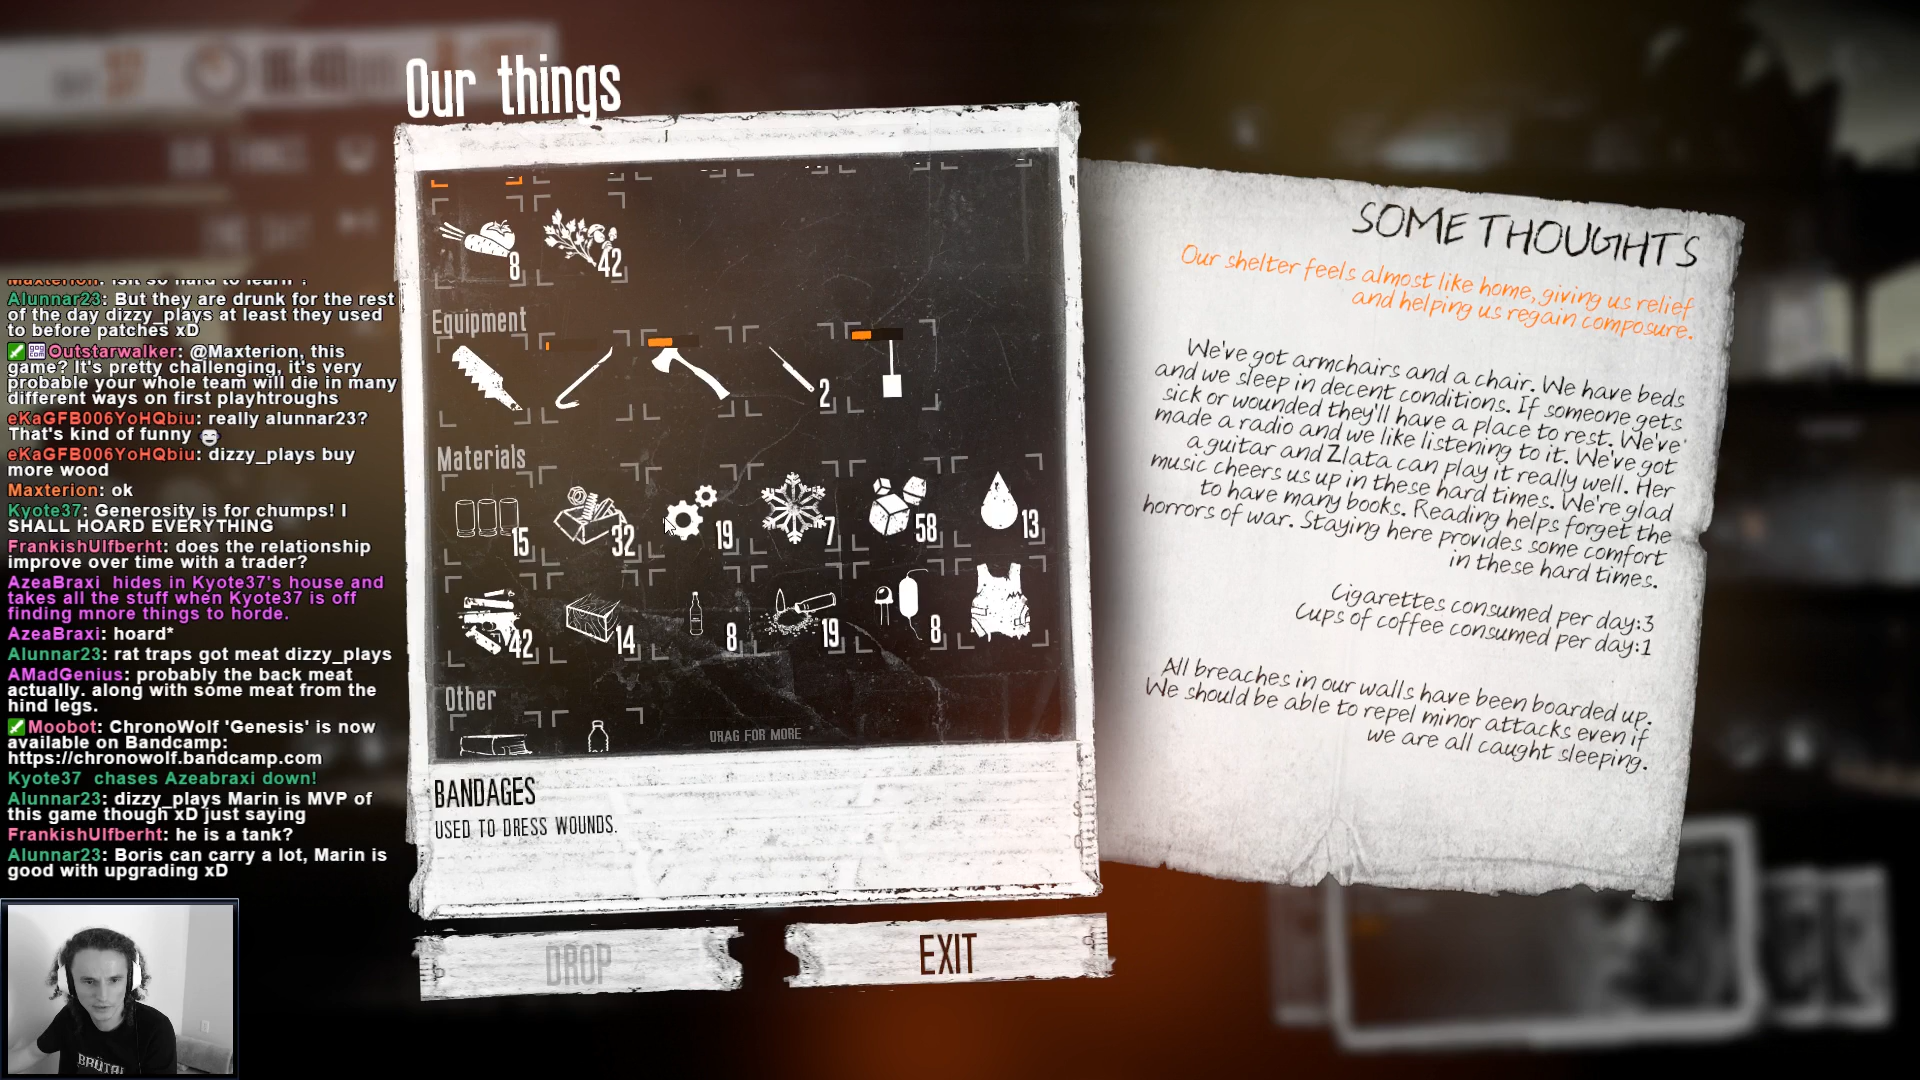 Our things
8
42
Equipment
2
Materials
15
32
19
7
58
13
42
14
8
19
8
Other
DRAG FOR MORE
BANDAGES
USED TO DRESS WOUNDS.
DROP
EXIT
SOME THOUGHTS
Our shelter feels almost like home, giving us relief
and helping us regain composure.
We've got armchairs and a chair. We have beds
and we sleep in decent conditions. If someone gets
sick or wounded they'll have a place to rest. We've
made a radio and we like listening to it. We've got
a guitar and Zlata can play it really well. Her
music cheers us up in these hard times. We're glad
to have many books. Reading helps forget the
horrors of war. Staying here provides some comfort
in these hard times.
Cigarettes consumed per day:3
Cups of coffee consumed per day:1
All breaches in our walls have been boarded up.
We should be able to repel minor attacks even if
we are all caught sleeping.
Maxterion: isit so hard to learn ?
Alunnar23: But they are drunk for the rest
of the day dizzy_plays at least they used
to before patches xD
Outstarwalker: @Maxterion, this
game? It's pretty challenging, it's very
probable your whole team will die in many
different ways on first playhtroughs
eKaGFB006YoHQbiu: really alunnar23?
That's kind of funny
eKaGFB006YoHQbiu: dizzy_plays buy
more wood
Maxterion: ok
Kyote37: Generosity is for chumps! I
SHALL HOARD EVERYTHING
FrankishUlfberht: does the relationship
improve over time with a trader?
AzeaBraxi hides in Kyote37's house and
takes all the stuff when Kyote37 is off
finding mnore things to horde.
AzeaBraxi: hoard*
Alunnar23: rat traps got meat dizzy_plays
AMadGenius: probably the back meat
actually. along with some meat from the
hind legs.
Moobot: ChronoWolf 'Genesis' is now
available on Bandcamp:
https://chronowolf.bandcamp.com
Kyote37 chases Azeabraxi down!
Alunnar23: dizzy_plays Marin is MVP of
this game though xD just saying
FrankishUlfberht: he is a tank?
Alunnar23: Boris can carry a lot, Marin is
good with upgrading xD